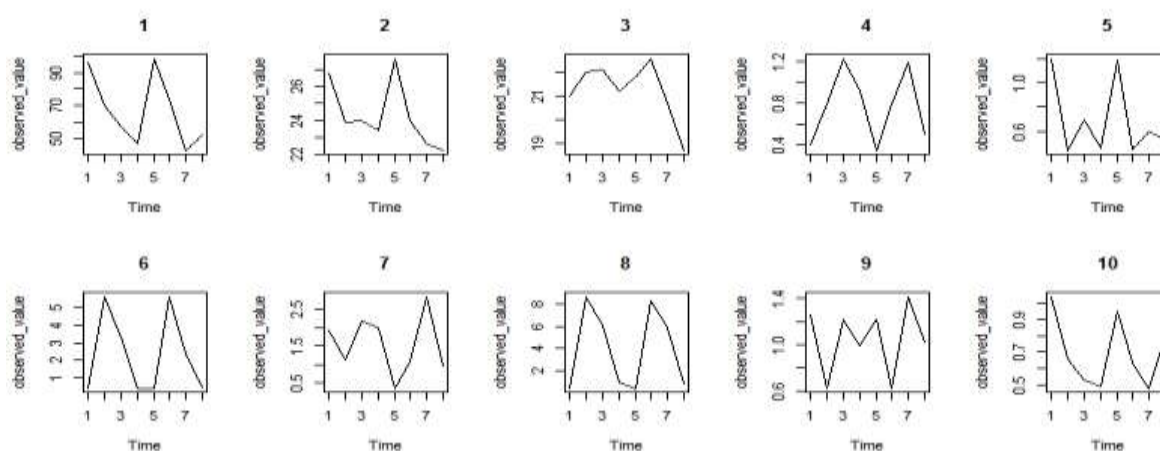 1
observed_value
50 70 90
1 3 5 7
Time
2
observed_value
22 24 26
1 3 5 7
Time
3
observed_value
19 21
1 3 5 7
Time
4
observed_value
0.4 0.8 1.2
1 3 5 7
Time
5
observed_value
0.6 1.0
1 3 5 7
Time
6
observed_value
1 2 3 4 5
1 3 5 7
Time
7
observed_value
0.5 1.5 2.5
1 3 5 7
Time
8
observed_value
2 4 6 8
1 3 5 7
Time
9
observed_value
0.6 1.0 1.4
1 3 5 7
Time
10
observed_value
0.5 0.7 0.9
1 3 5 7
Time